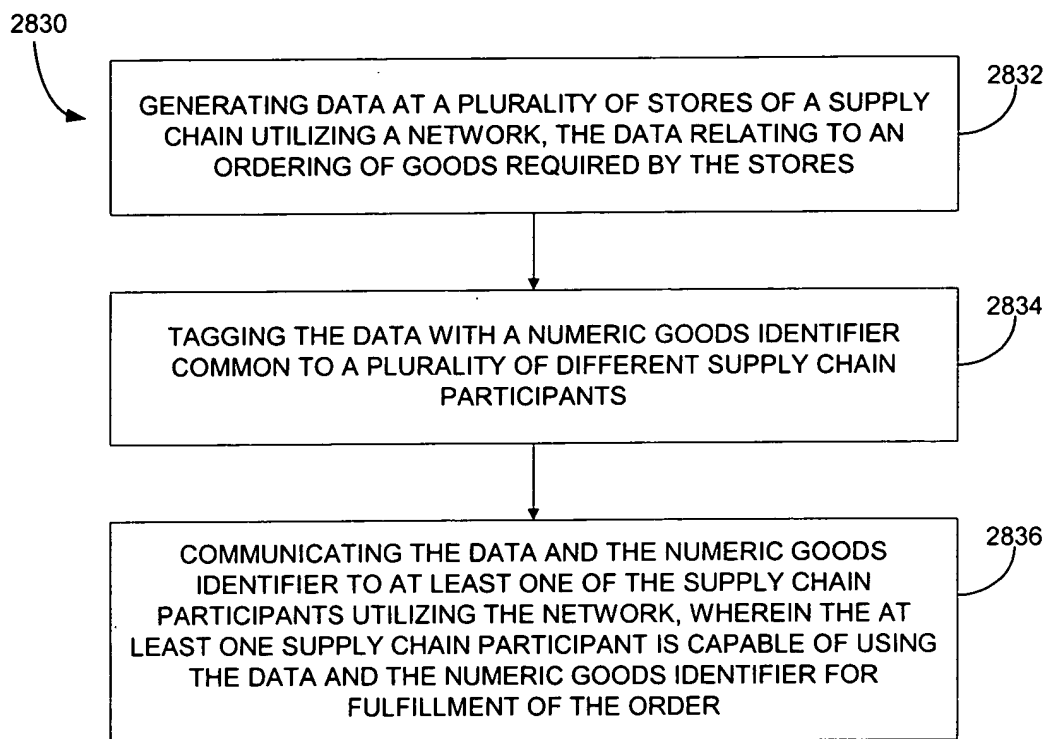 2830
GENERATING DATA AT A PLURALITY OF STORES OF A SUPPLY
CHAIN UTILIZING A NETWORK, THE DATA RELATING TO AN
ORDERING OF GOODS REQUIRED BY THE STORES
2832
TAGGING THE DATA WITH A NUMERIC GOODS IDENTIFIER
COMMON TO A PLURALITY OF DIFFERENT SUPPLY CHAIN
PARTICIPANTS
2834
COMMUNICATING THE DATA AND THE NUMERIC GOODS
IDENTIFIER TO AT LEAST ONE OF THE SUPPLY CHAIN
PARTICIPANTS UTILIZING THE NETWORK, WHEREIN THE AT
LEAST ONE SUPPLY CHAIN PARTICIPANT IS CAPABLE OF USING
THE DATA AND THE NUMERIC GOODS IDENTIFIER FOR
FULFILLMENT OF THE ORDER
2836